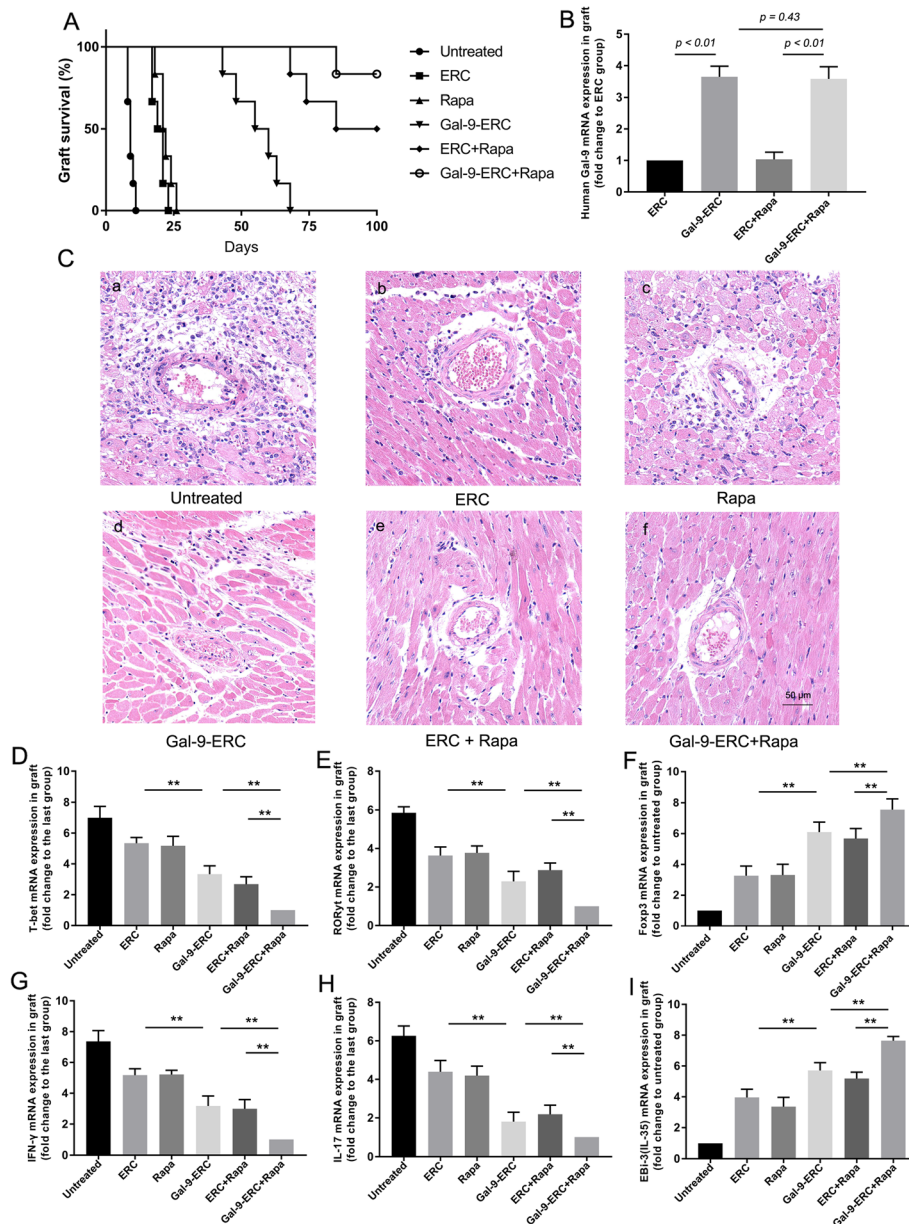 A
Graft survival (%)
100
50
0
0
25
50
75
100
Days
Untreated
ERC
Rapa
Gal-9-ERC
ERC+Rapa
Gal-9-ERC+Rapa
B
Human Gal-9 mRNA expression in graft
(fold change to ERC group)
5
4
3
2
1
0
p = 0.43
p < 0.01
p < 0.01
ERC
Gal-9-ERC
ERC+Rapa
Gal-9-ERC+Rapa
C
a
b
c
Untreated
ERC
Rapa
d
e
f
50 µm
Gal-9-ERC
ERC + Rapa
Gal-9-ERC+Rapa
D
T-bet mRNA expression in graft
(fold change to the last group)
10
8
6
4
2
0
**
**
**
Untreated
ERC
Rapa
Gal-9-ERC
ERC+Rapa
Gal-9-ERC+Rapa
E
RORγt mRNA expression in graft
(fold change to the last group)
8
6
4
2
0
**
**
**
Untreated
ERC
Rapa
Gal-9-ERC
ERC+Rapa
Gal-9-ERC+Rapa
F
Foxp3 mRNA expression in graft
(fold change to untreated group)
10
8
6
4
2
0
**
**
**
Untreated
ERC
Rapa
Gal-9-ERC
ERC+Rapa
Gal-9-ERC+Rapa
G
IFN-γ mRNA expression in graft
(fold change to the last group)
10
8
6
4
2
0
**
**
**
Untreated
ERC
Rapa
Gal-9-ERC
ERC+Rapa
Gal-9-ERC+Rapa
H
IL-17 mRNA expression in graft
(fold change to the last group)
8
6
4
2
0
**
**
**
Untreated
ERC
Rapa
Gal-9-ERC
ERC+Rapa
Gal-9-ERC+Rapa
I
EBi-3(IL-35) mRNA expression in graft
(fold change to untreated group)
10
8
6
4
2
0
**
**
**
Untreated
ERC
Rapa
Gal-9-ERC
ERC+Rapa
Gal-9-ERC+Rapa